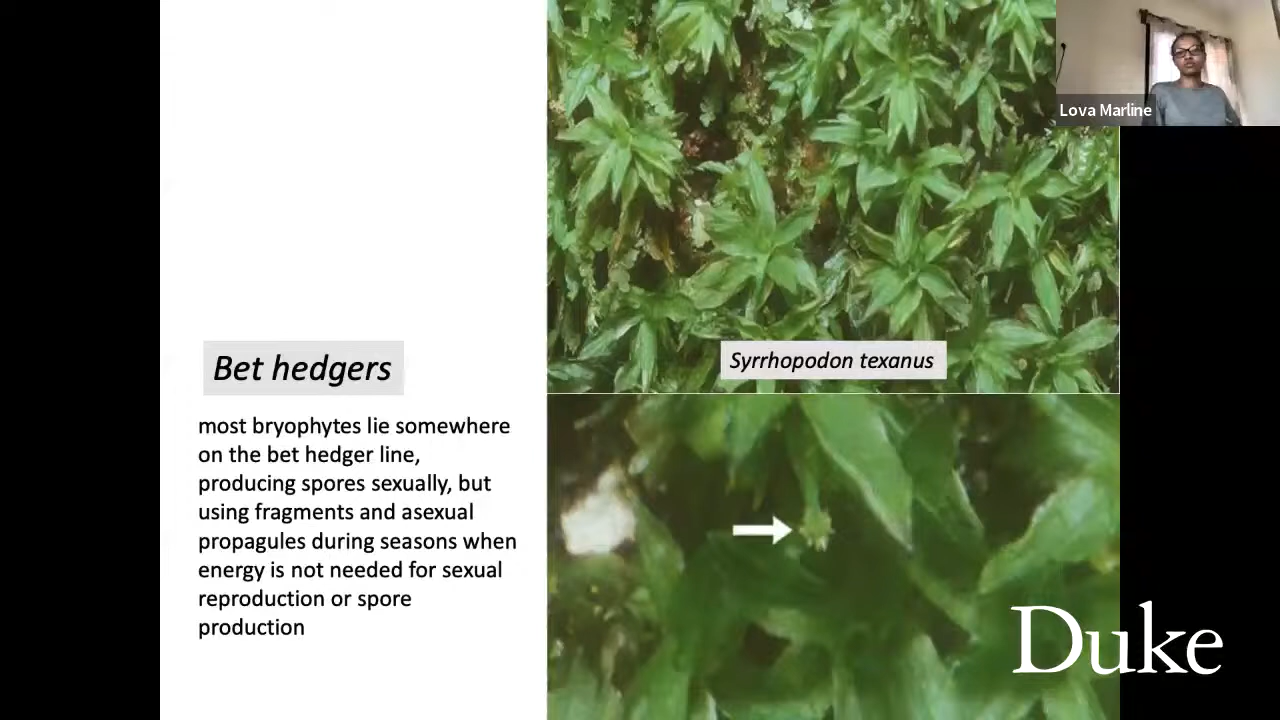 Lova Marline
Syrrhopodon texanus
Bet hedgers
most bryophytes lie somewhere
on the bet hedger line,
producing spores sexually, but
using fragments and asexual
propagules during seasons when
energy is not needed for sexual
reproduction or spore
production
Duke